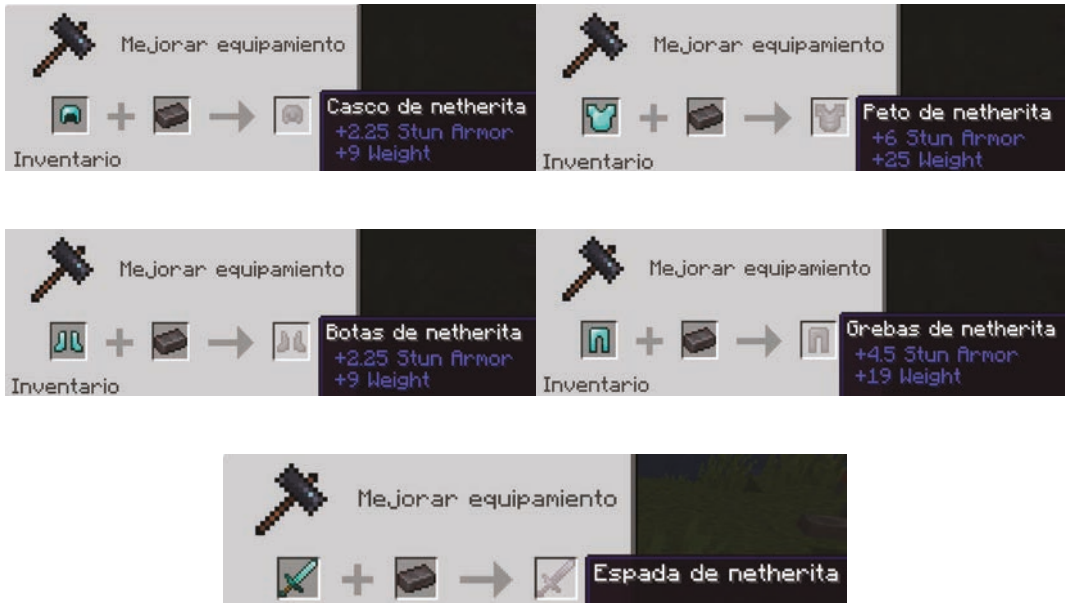 Mejorar equipamiento
Casco de netherita
+2.25 Stun Armor
+9 Weight
Inventario
Mejorar equipamiento
Peto de netherita
+6 Stun Armor
+25 Weight
Inventario
Mejorar equipamiento
Botas de netherita
+2.25 Stun Armor
+9 Weight
Inventario
Mejorar equipamiento
Grebas de netherita
+4.5 Stun Armor
+19 Weight
Inventario
Mejorar equipamiento
Espada de netherita